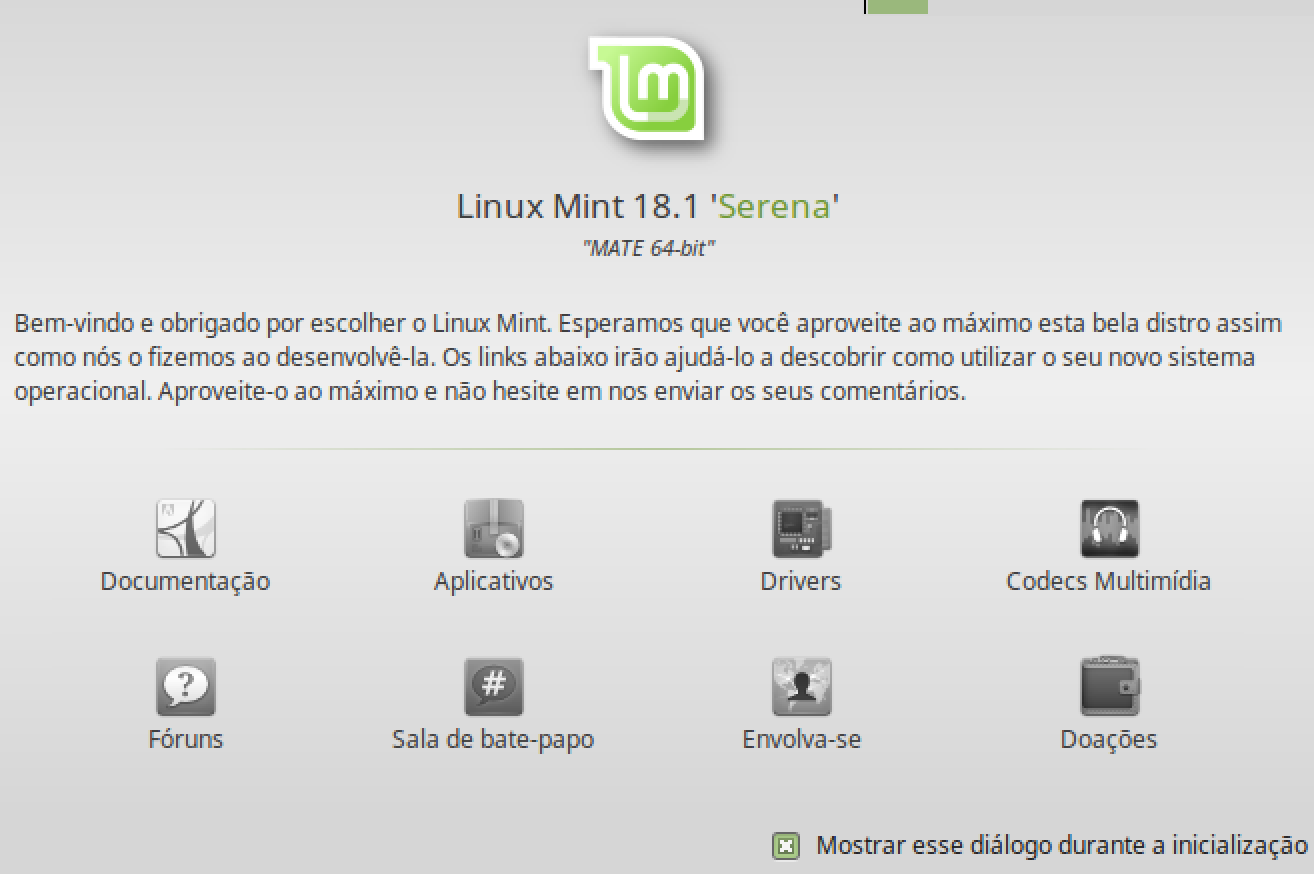 lm
Linux Mint 18.1 'Serena'
"MATE 64-bit"
Bem-vindo e obrigado por escolher o Linux Mint. Esperamos que você aproveite ao máximo esta bela distro assim
como nós o fizemos ao desenvolvê-la. Os links abaixo irão ajudá-lo a descobrir como utilizar o seu novo sistema
operacional. Aproveite-o ao máximo e não hesite em nos enviar os seus comentários.
Documentação Aplicativos Drivers Codecs Multimídia
? #
Fóruns Sala de bate-papo Envolva-se Doações
Mostrar esse diálogo durante a inicialização